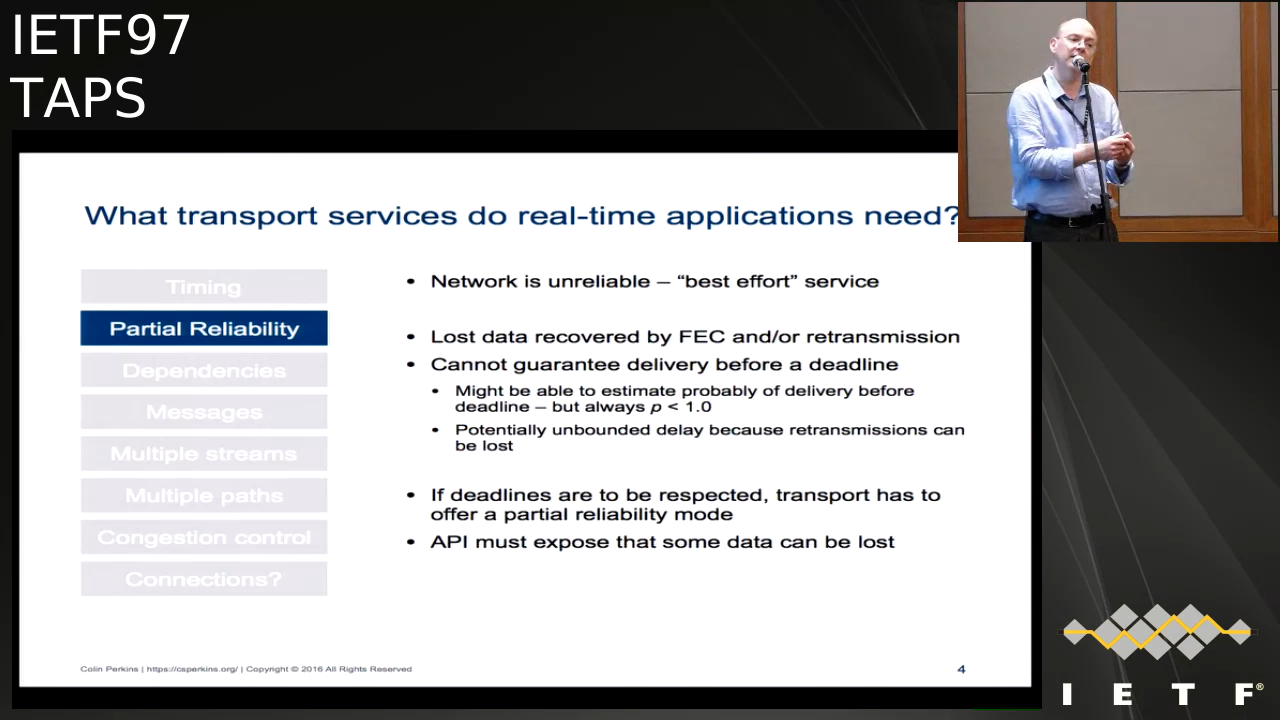 IETF97
TAPS
What transport services do real-time applications need?
Timing
Partial Reliability
Dependencies
Messages
Multiple streams
Multiple paths
Congestion control
Connections?
• Network is unreliable – “best effort” service
• Lost data recovered by FEC and/or retransmission
• Cannot guarantee delivery before a deadline
• Might be able to estimate probably of delivery before
deadline – but always p < 1.0
• Potentially unbounded delay because retransmissions can
be lost
• If deadlines are to be respected, transport has to
offer a partial reliability mode
• API must expose that some data can be lost
Colin Perkins | https://csperkins.org/ | Copyright © 2016 All Rights Reserved
4
I E T F®